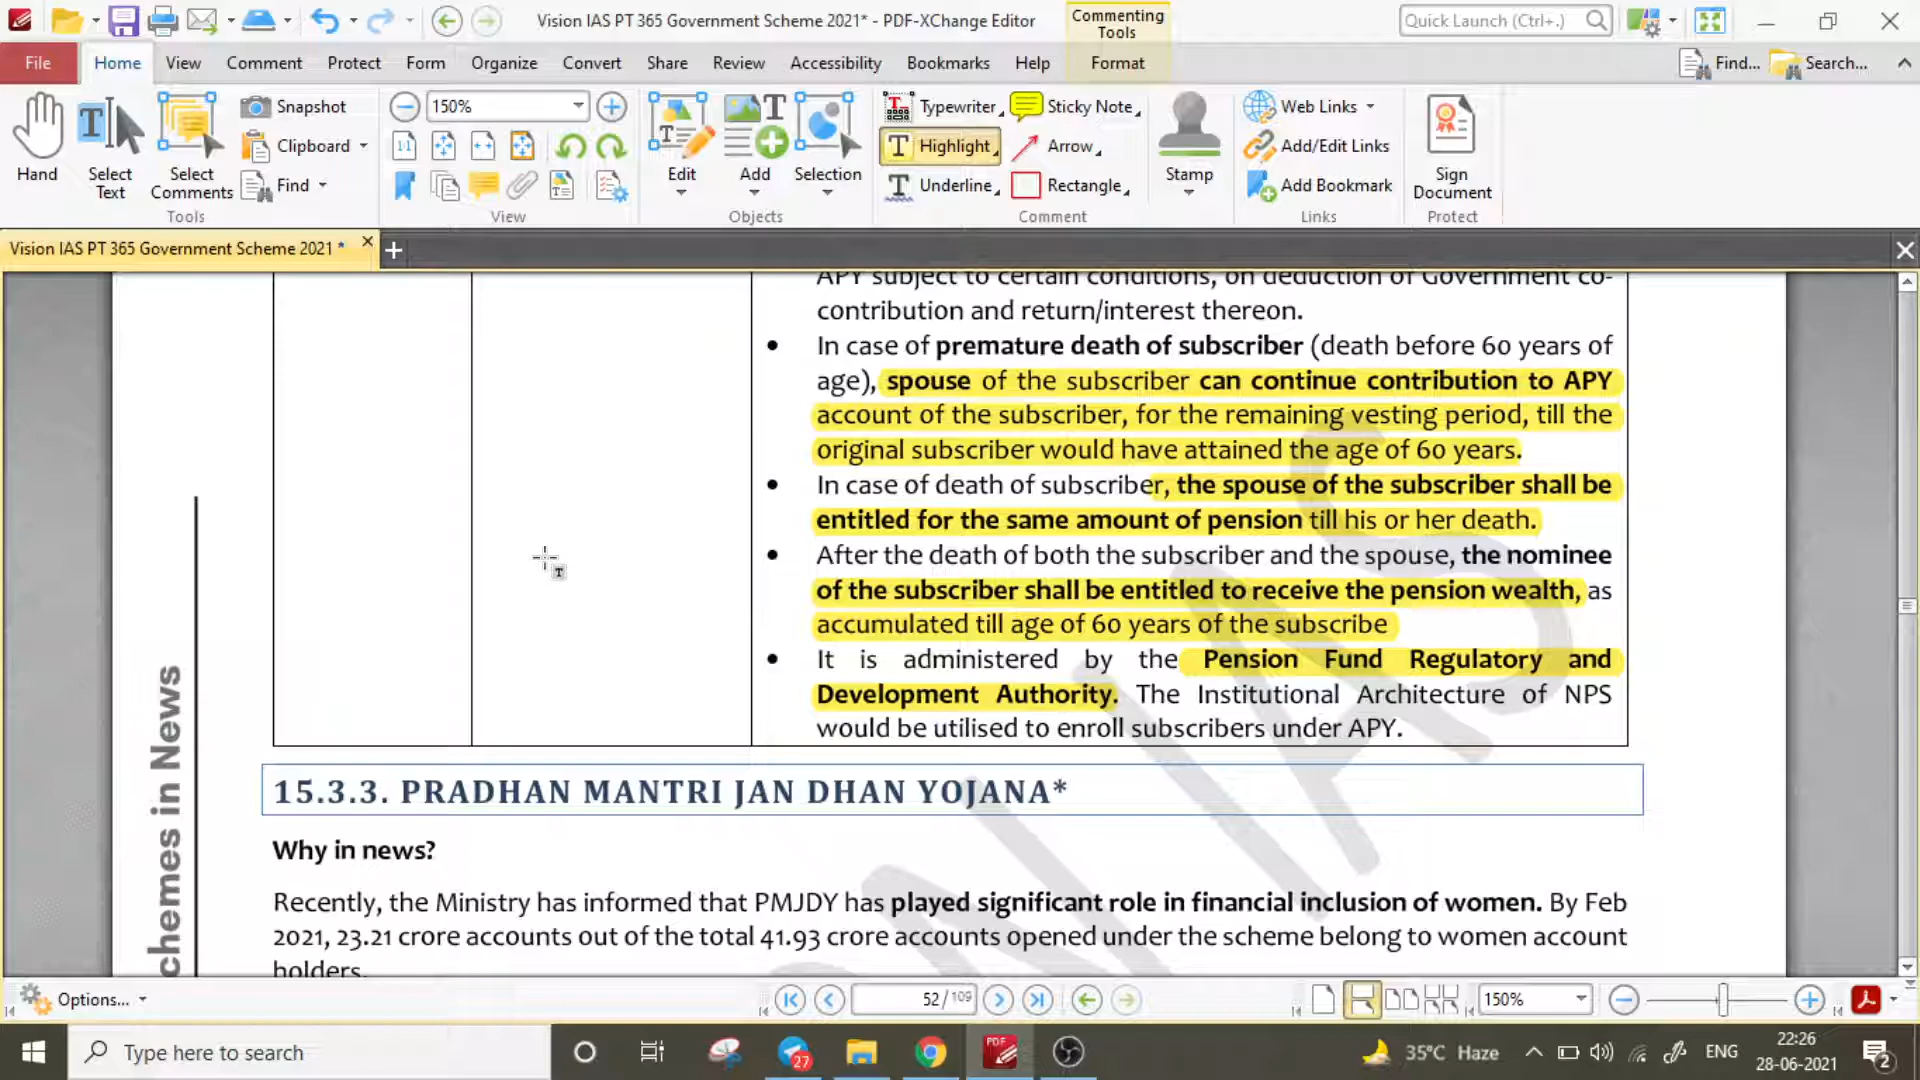 Vision IAS PT 365 Government Scheme 2021* - PDF-XChange Editor
Commenting Tools
Quick Launch (Ctrl+.)
File Home View Comment Protect Form Organize Convert Share Review Accessibility Bookmarks Help Format
Find... Search...
Hand
Select Text
Select Comments
Snapshot
Clipboard
Find
Tools
150%
View
Edit
Add
Selection
Objects
Typewriter
Highlight
Underline
Sticky Note
Arrow
Rectangle
Stamp
Comment
Web Links
Add/Edit Links
Add Bookmark
Links
Sign Document
Protect
Vision IAS PT 365 Government Scheme 2021 *
APY subject to certain conditions, on deduction of Government co-
contribution and return/interest thereon.
• In case of premature death of subscriber (death before 60 years of
age), spouse of the subscriber can continue contribution to APY
account of the subscriber, for the remaining vesting period, till the
original subscriber would have attained the age of 60 years.
• In case of death of subscriber, the spouse of the subscriber shall be
entitled for the same amount of pension till his or her death.
• After the death of both the subscriber and the spouse, the nominee
of the subscriber shall be entitled to receive the pension wealth, as
accumulated till age of 60 years of the subscribe
• It is administered by the Pension Fund Regulatory and
Development Authority. The Institutional Architecture of NPS
would be utilised to enroll subscribers under APY.
chemes in News
15.3.3. PRADHAN MANTRI JAN DHAN YOJANA*
Why in news?
Recently, the Ministry has informed that PMJDY has played significant role in financial inclusion of women. By Feb
2021, 23.21 crore accounts out of the total 41.93 crore accounts opened under the scheme belong to women account
holders.
Options...
52 / 109
150%
Type here to search
27
PDF
35°C Haze
ENG
22:26
28-06-2021
2